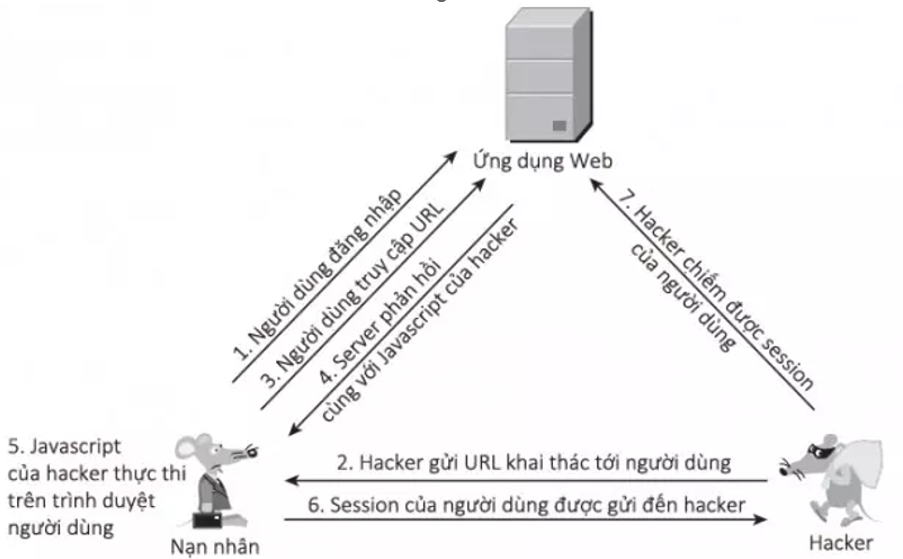 Ứng dụng Web
1. Người dùng đăng nhập
3. Người dùng truy cập URL
4. Server phản hồi
cùng với Javascript của hacker
7. Hacker chiếm được session
của người dùng
5. Javascript
của hacker thực thi
trên trình duyệt
người dùng
2. Hacker gửi URL khai thác tới người dùng
6. Session của người dùng được gửi đến hacker
Nạn nhân
Hacker